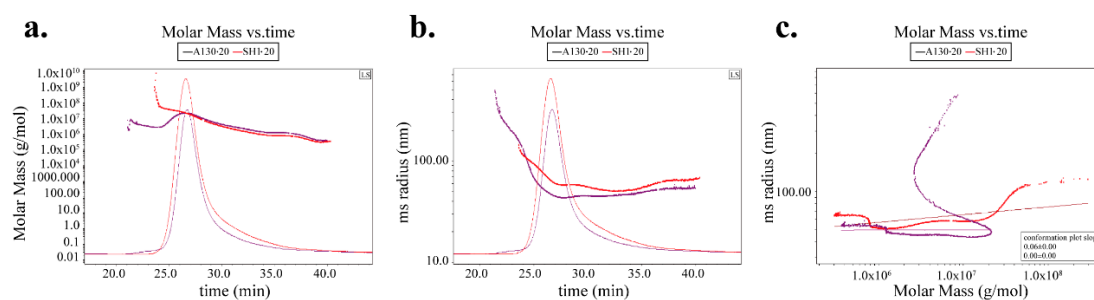 a.
Molar Mass vs.time
A130-20 SH1-20
LS
Molar Mass (g/mol)
1.0x10¹⁰
1.0x10⁹
1.0x10⁸
1.0x10⁷
1.0x10⁶
1.0x10⁵
1.0x10⁴
1000.000
100.00
10.0
1.0
0.1
0.01
20.0 25.0 30.0 35.0 40.0
time (min)
b.
Molar Mass vs.time
A130-20 SH1-20
LS
ms radius (nm)
100.00
10.0
20.0 25.0 30.0 35.0 40.0
time (min)
c.
Molar Mass vs.time
A130-20 SH1-20
ms radius (nm)
100.00
conformation plot slop
0.06±0.00
0.00±0.00
1.0x10⁶ 1.0x10⁷ 1.0x10⁸
Molar Mass (g/mol)